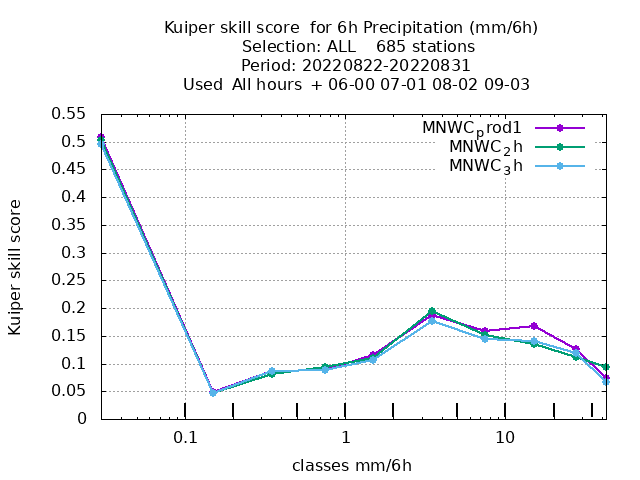 Kuiper skill score  for 6h Precipitation (mm/6h)
Selection: ALL    685 stations
Period: 20220822-20220831
Used  All hours  + 06-00 07-01 08-02 09-03
MNWCprod1
MNWC2h
MNWC3h
0.55
0.5
0.45
0.4
0.35
0.3
0.25
0.2
0.15
0.1
0.05
0
Kuiper skill score
0.1
1
10
classes mm/6h